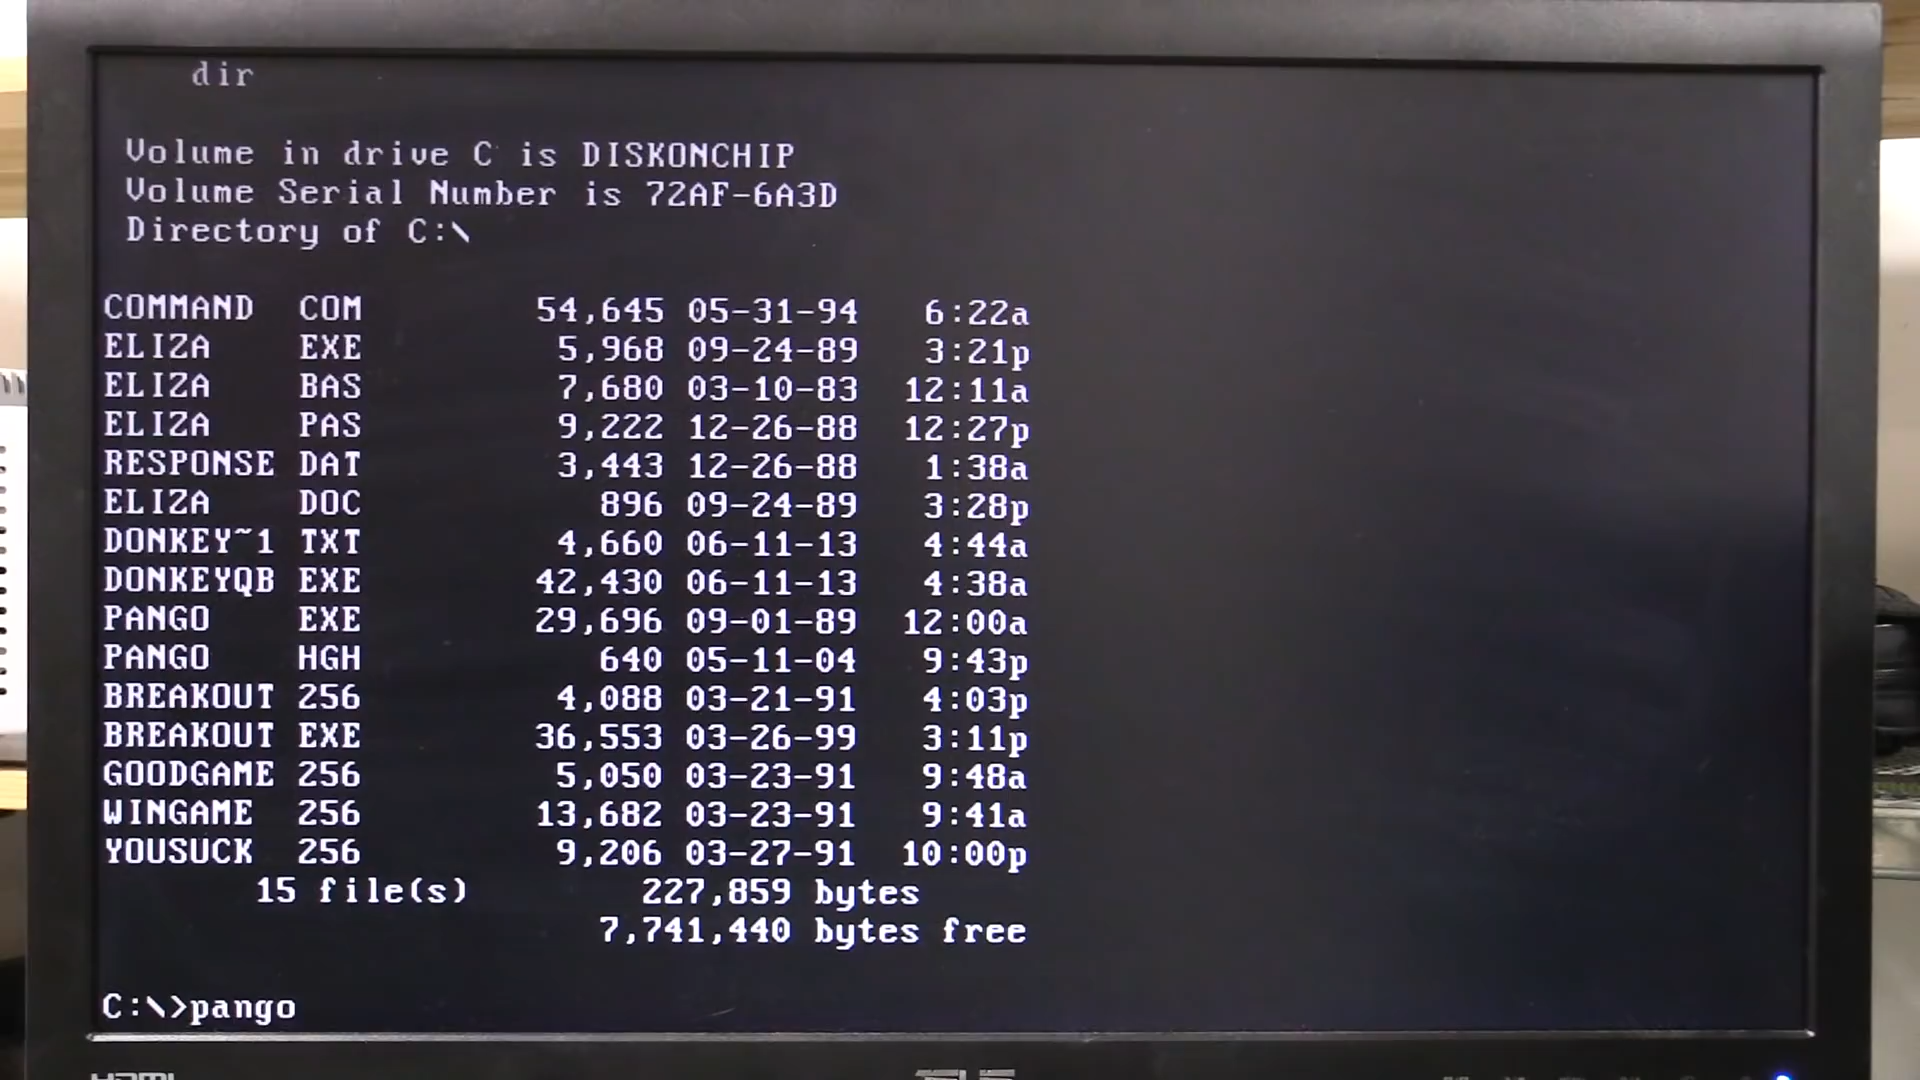 dir
Volume in drive C is DISKONCHIP
Volume Serial Number is 72AF-6A3D
Directory of C:\
COMMAND COM 54,645 05-31-94 6:22a
ELIZA EXE 5,968 09-24-89 3:21p
ELIZA BAS 7,680 03-10-83 12:11a
ELIZA PAS 9,222 12-26-88 12:27p
RESPONSE DAT 3,443 12-26-88 1:38a
ELIZA DOC 896 09-24-89 3:28p
DONKEY~1 TXT 4,660 06-11-13 4:44a
DONKEYQB EXE 42,430 06-11-13 4:38a
PANGO EXE 29,696 09-01-89 12:00a
PANGO HGH 640 05-11-04 9:43p
BREAKOUT 256 4,088 03-21-91 4:03p
BREAKOUT EXE 36,553 03-26-99 3:11p
GOODGAME 256 5,050 03-23-91 9:48a
WINGAME 256 13,682 03-23-91 9:41a
YOUSUCK 256 9,206 03-27-91 10:00p
15 file(s) 227,859 bytes
7,741,440 bytes free
C:\>pango